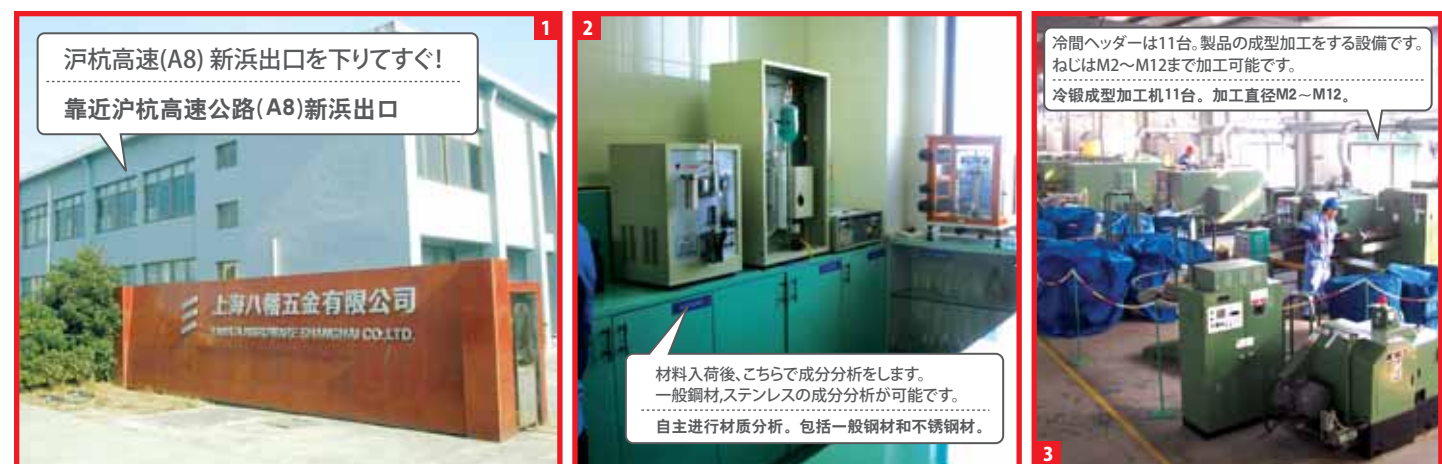 1
沪杭高速(A8) 新浜出口を下りてすぐ！
靠近沪杭高速公路(A8)新浜出口
上海八幡五金有限公司
SHANGHAI CO.,LTD.
2
材料入荷後、こちらで成分分析をします。
一般鋼材,ステンレスの成分分析が可能です。
自主进行材质分析。包括一般钢材和不锈钢材。
冷間ヘッダーは11台。製品の成型加工をする設備です。
ねじはM2～M12まで加工可能です。
冷锻成型加工机11台。加工直径M2～M12。
3